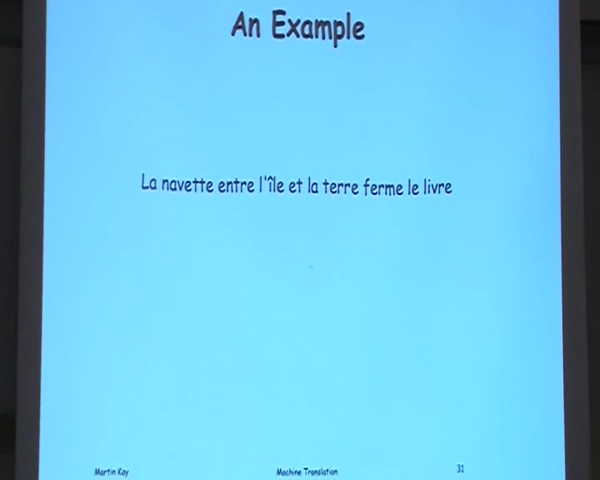 An Example
La navette entre l'île et la terre ferme le livre
Martin Kay
Machine Translation
31